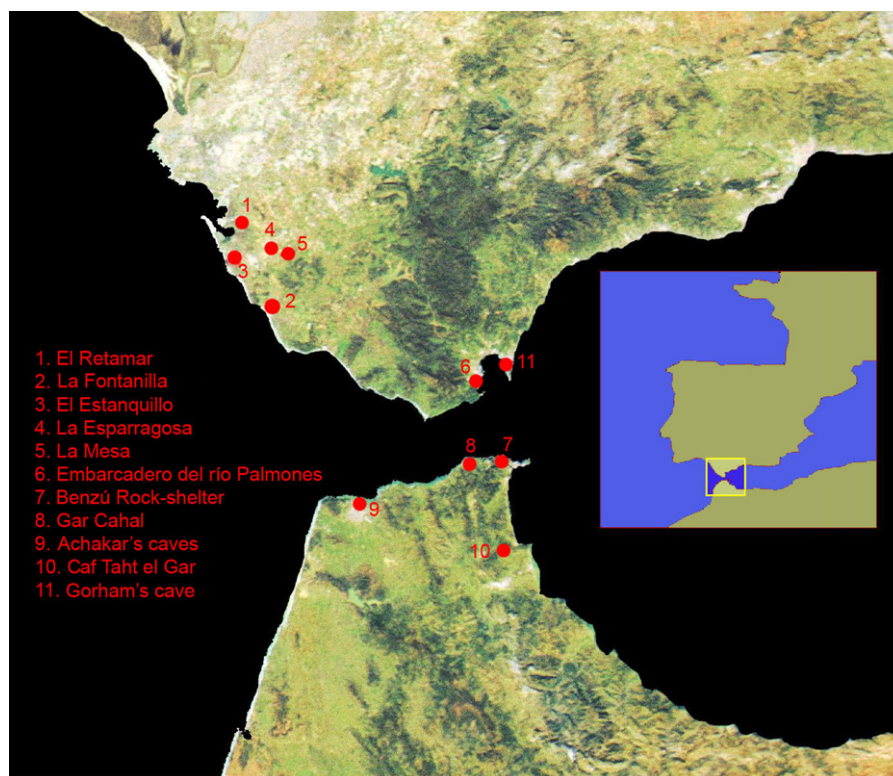 1
4
5
3
2
6
11
8
7
9
10
1. El Retamar
2. La Fontanilla
3. El Estanquillo
4. La Esparragosa
5. La Mesa
6. Embarcadero del río Palmones
7. Benzú Rock-shelter
8. Gar Cahal
9. Achakar's caves
10. Caf Taht el Gar
11. Gorham's cave